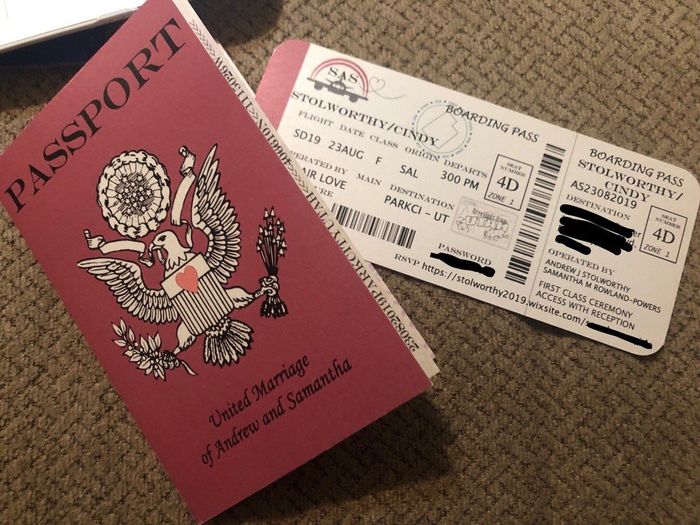 PASSPORT
United Marriage
of Andrew and Samantha
23082019PARK
SAS
BOARDING PASS
STOLWORTHY/CINDY
FLIGHT DATE CLASS ORIGIN DEPARTS
SD19 23AUG F SAL 300 PM
OPERATED BY MAIN DESTINATION
AIR LOVE PARKCI - UT
SEAT
NUMBER
4D
ZONE 1
PASSWORD
RSVP https://stolworthy2019.wixsite.com/s
BOARDING PASS
STOLWORTHY/
CINDY
AS23082019
DESTINATION
SEAT
NUMBER
4D
ZONE 1
OPERATED BY
ANDREW J STOLWORTHY
SAMANTHA M ROWLAND-POWERS
FIRST CLASS CEREMONY
ACCESS WITH RECEPTION